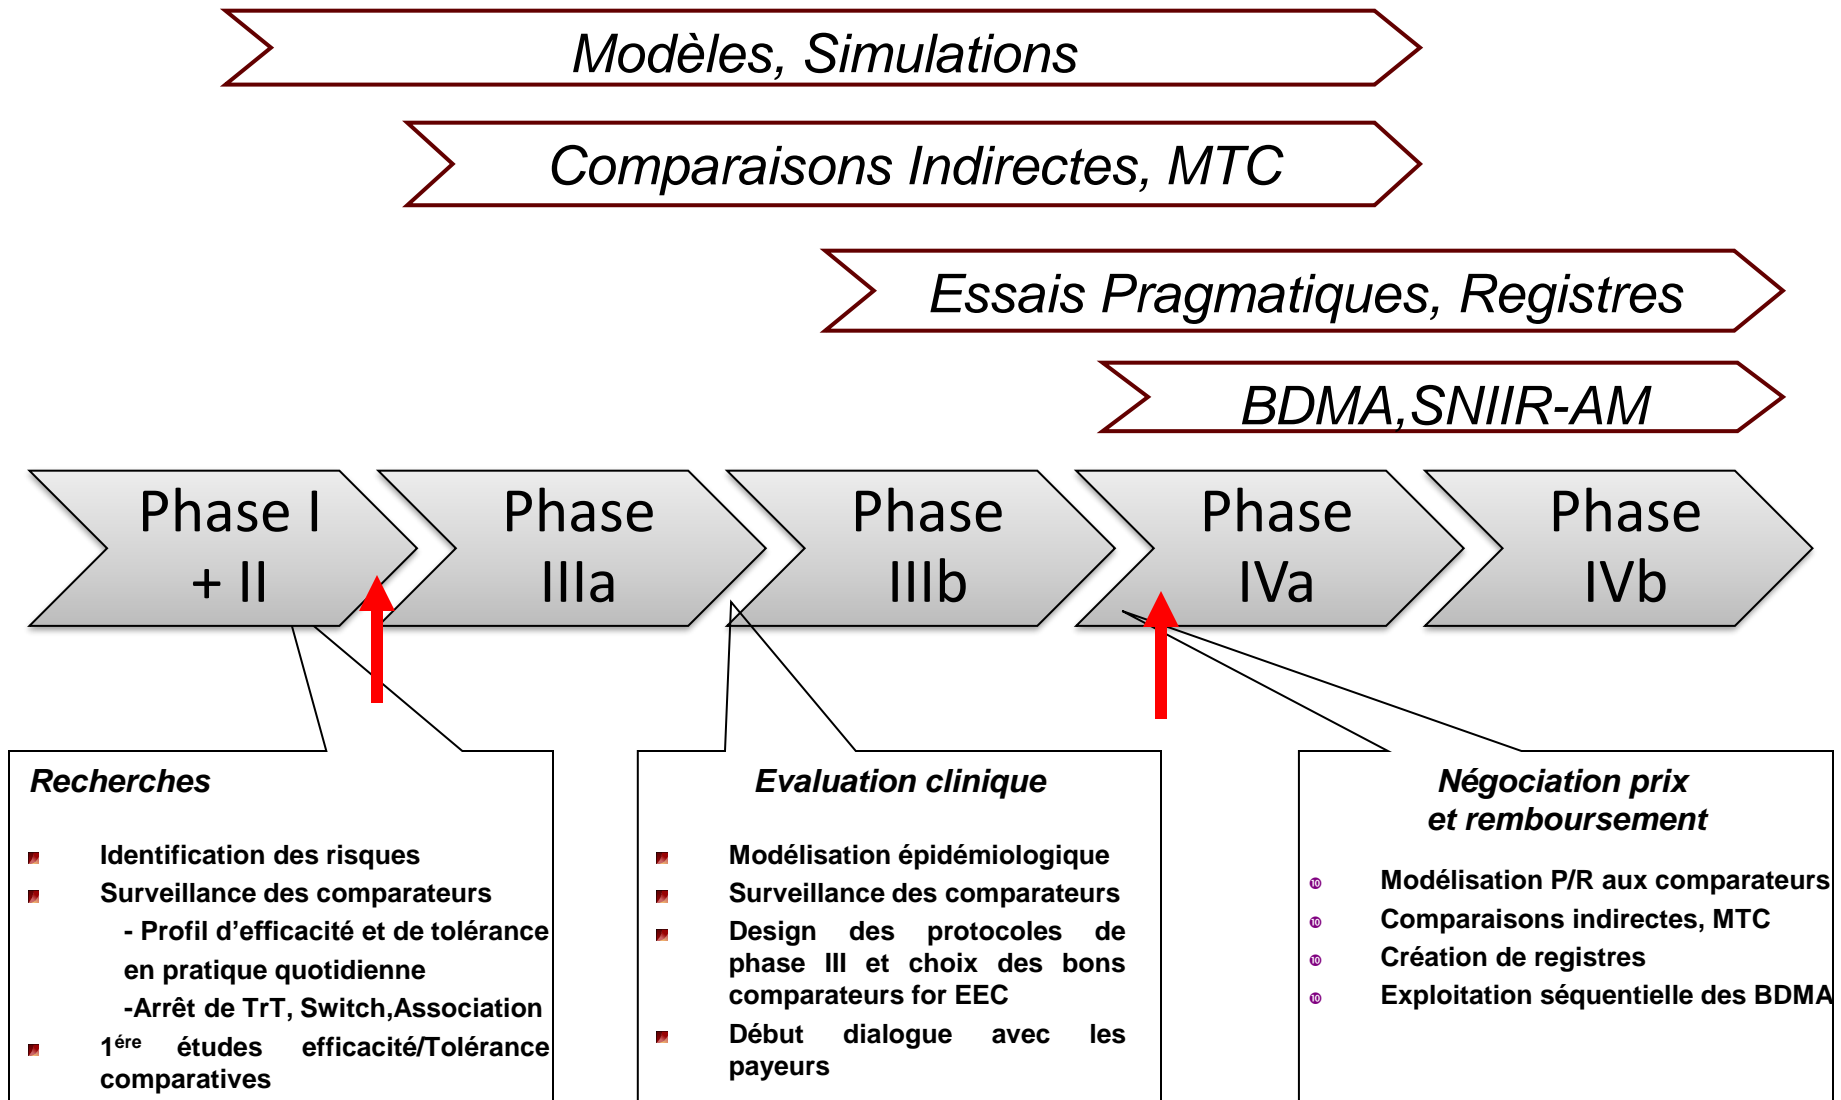 Modèles, Simulations
Comparaisons Indirectes, MTC
Essais Pragmatiques, Registres
BDMA,SNIIR-AM
Phase I
+ II
Phase
IIIa
Phase
IIIb
Phase
IVa
Phase
IVb
Recherches
Identification des risques
Surveillance des comparateurs
- Profil d’efficacité et de tolérance
en pratique quotidienne
-Arrêt de TrT, Switch,Association
1ére études efficacité/Tolérance
comparatives
Evaluation clinique
Modélisation épidémiologique
Surveillance des comparateurs
Design des protocoles de
phase III et choix des bons
comparateurs for EEC
Début dialogue avec les
payeurs
Négociation prix
et remboursement
Modélisation P/R aux comparateurs
Comparaisons indirectes, MTC
Création de registres
Exploitation séquentielle des BDMA